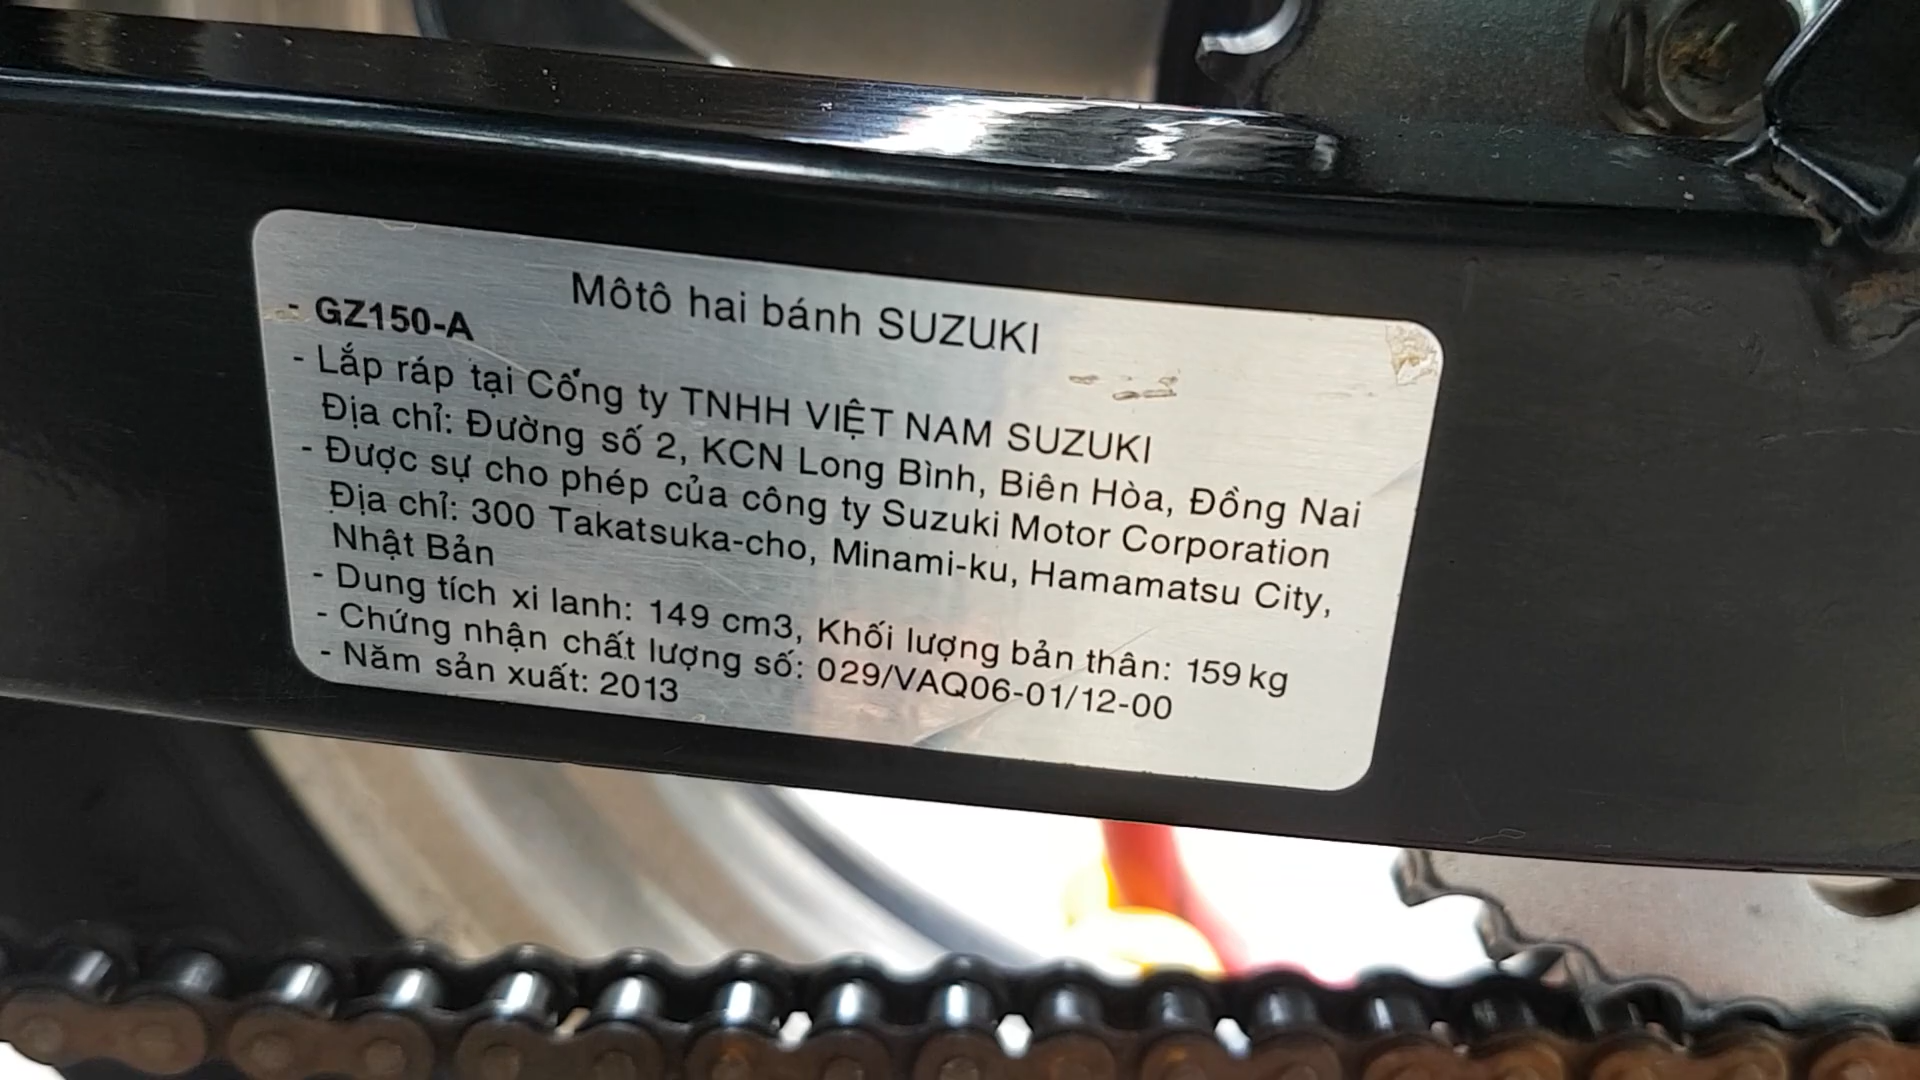 Môtô hai bánh SUZUKI
- GZ150-A
- Lắp ráp tại Công ty TNHH VIỆT NAM SUZUKI
Địa chỉ: Đường số 2, KCN Long Bình, Biên Hòa, Đồng Nai
- Được sự cho phép của công ty Suzuki Motor Corporation
Địa chỉ: 300 Takatsuka-cho, Minami-ku, Hamamatsu City,
Nhật Bản
- Dung tích xi lanh: 149 cm3, Khối lượng bản thân: 159 kg
- Chứng nhận chất lượng số: 029/VAQ06-01/12-00
- Năm sản xuất: 2013